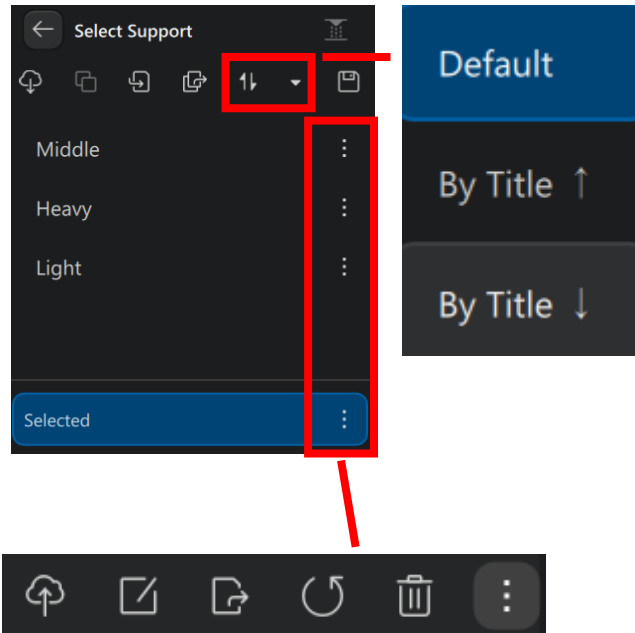 Select Support
Middle
Heavy
Light
Selected
Default
By Title ↑
By Title ↓